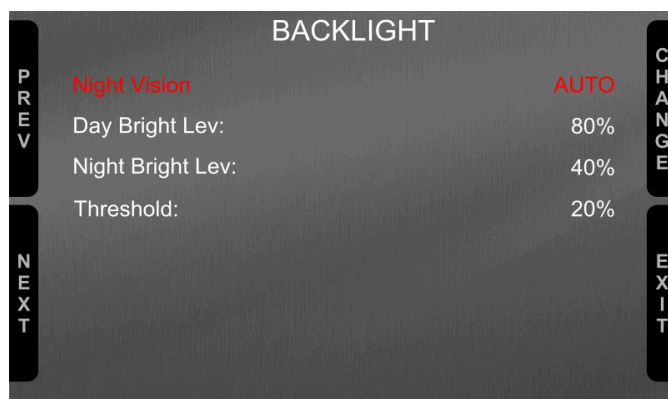 BACKLIGHT
PREV
CHANGE
Night Vision AUTO
Day Bright Lev: 80%
Night Bright Lev: 40%
Threshold: 20%
NEXT
EXIT